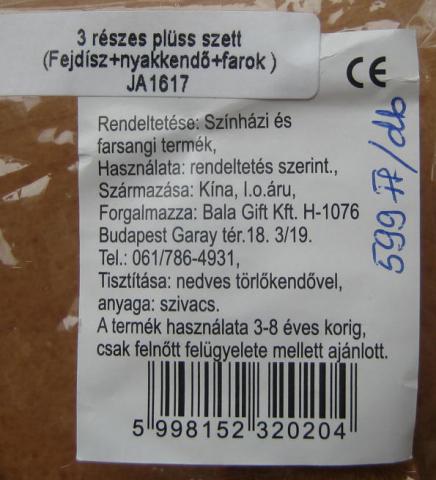 3 részes plüss szett
(Fejdísz+nyakkendő+farok )
JA1617
CE
Rendeltetése: Színházi és
farsangi termék,
Használata: rendeltetés szerint.,
Származása: Kína, I.o.áru,
Forgalmazza: Bala Gift Kft. H-1076
Budapest Garay tér.18. 3/19.
Tel.: 061/786-4931,
Tisztítása: nedves törlőkendővel,
anyaga: szivacs.
A termék használata 3-8 éves korig,
csak felnőtt felügyelete mellett ajánlott.
5 998152 320204
599 Ft/db